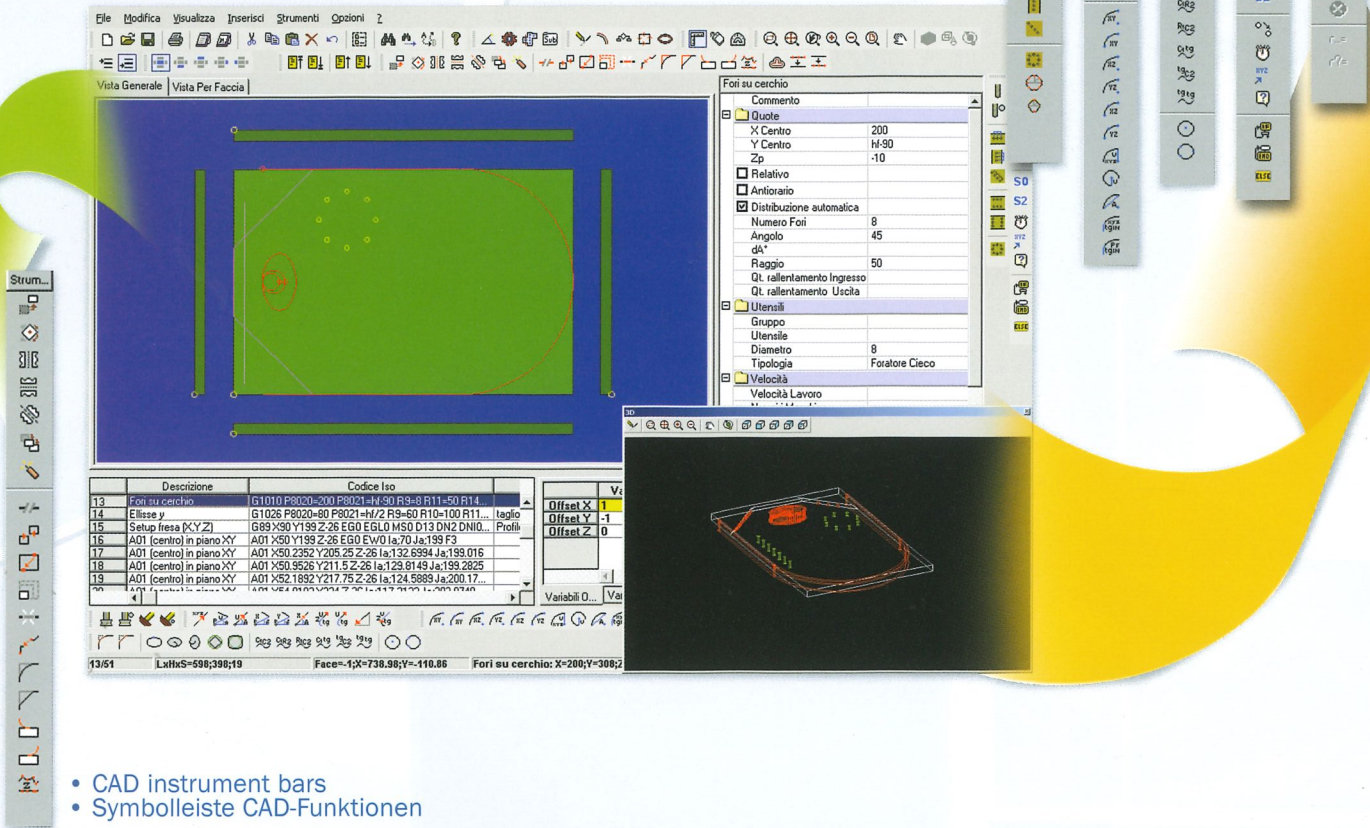 File Modifica Visualizza Inserisci Strumenti Opzioni ?
Vista Generale Vista Per Faccia
Fori su cerchio
Commento
Quote
X Centro 200
Y Centro hf-90
Zp -10
Relativo
Antiorario
Distribuzione automatica
Numero Fori 8
Angolo 45
dA°
Raggio 50
Qt. rallentamento Ingresso
Qt. rallentamento Uscita
Utensili
Gruppo
Utensile
Diametro 8
Tipologia Foratore Cieco
Velocità
Velocità Lavoro
S0
S2
ELSE
Strum...
3D
Descrizione Codice Iso
13 Fori su cerchio G1010 P8020=200 P8021=hf-90 R9=8 R11=50 R14...
14 Ellisse y G1026 P8020=80 P8021=hf/2 R9=60 R10=100 R11... taglio
15 Setup fresa (X,Y,Z) G89 X90 Y199 Z-26 EG0 EGL0 MS0 D13 DN2 DNI0... Profil
16 A01 (centro) in piano XY A01 X50 Y199 Z-26 EG0 EW0 Ia;70 Ja;199 F3
17 A01 (centro) in piano XY A01 X50.2352 Y205.25 Z-26 Ia;132.6994 Ja;199.016
18 A01 (centro) in piano XY A01 X50.9526 Y211.5 Z-26 Ia;129.8149 Ja;199.2825
19 A01 (centro) in piano XY A01 X52.1892 Y217.75 Z-26 Ia;124.5889 Ja;200.17...
Va
Offset X 1
Offset Y -1
Offset Z 0
Variabili O... Var
13/51 LxHxS=598;398;19 Face=-1;X=738.98;Y=-110.86 Fori su cerchio: X=200;Y=308;Z
• CAD instrument bars
• Symbolleiste CAD-Funktionen